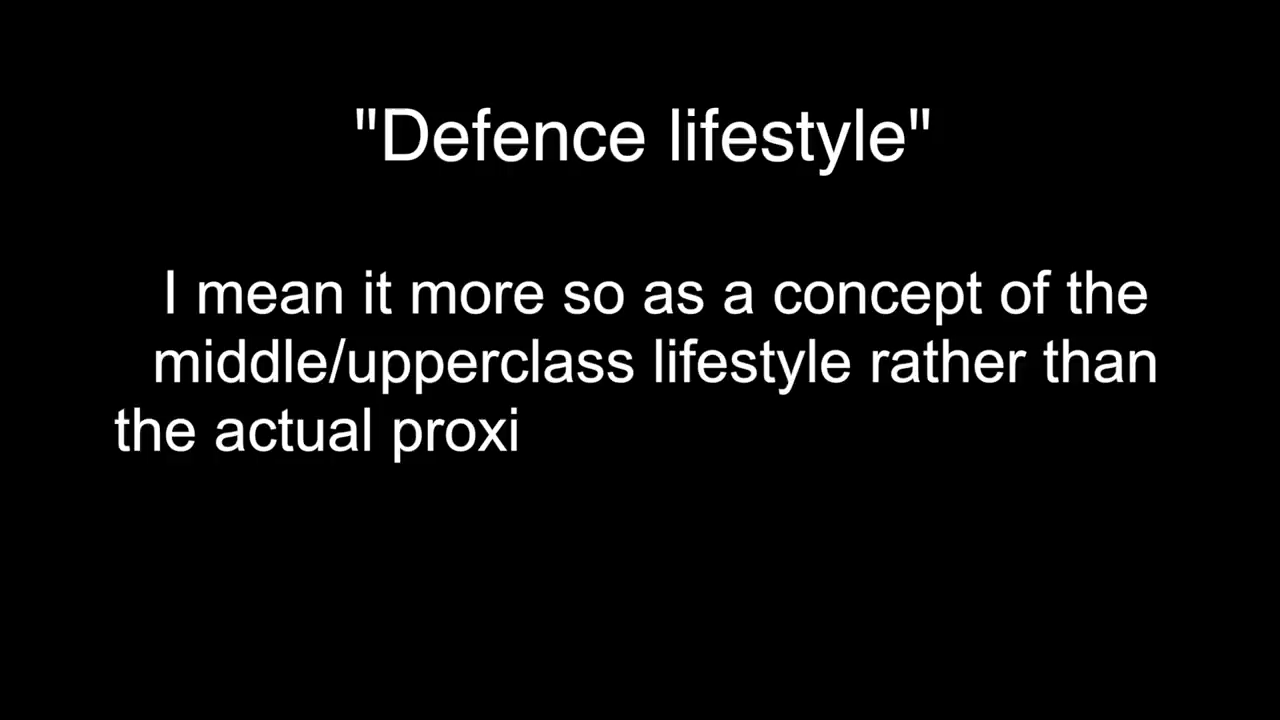 "Defence lifestyle"
I mean it more so as a concept of the
middle/upperclass lifestyle rather than
the actual proxi